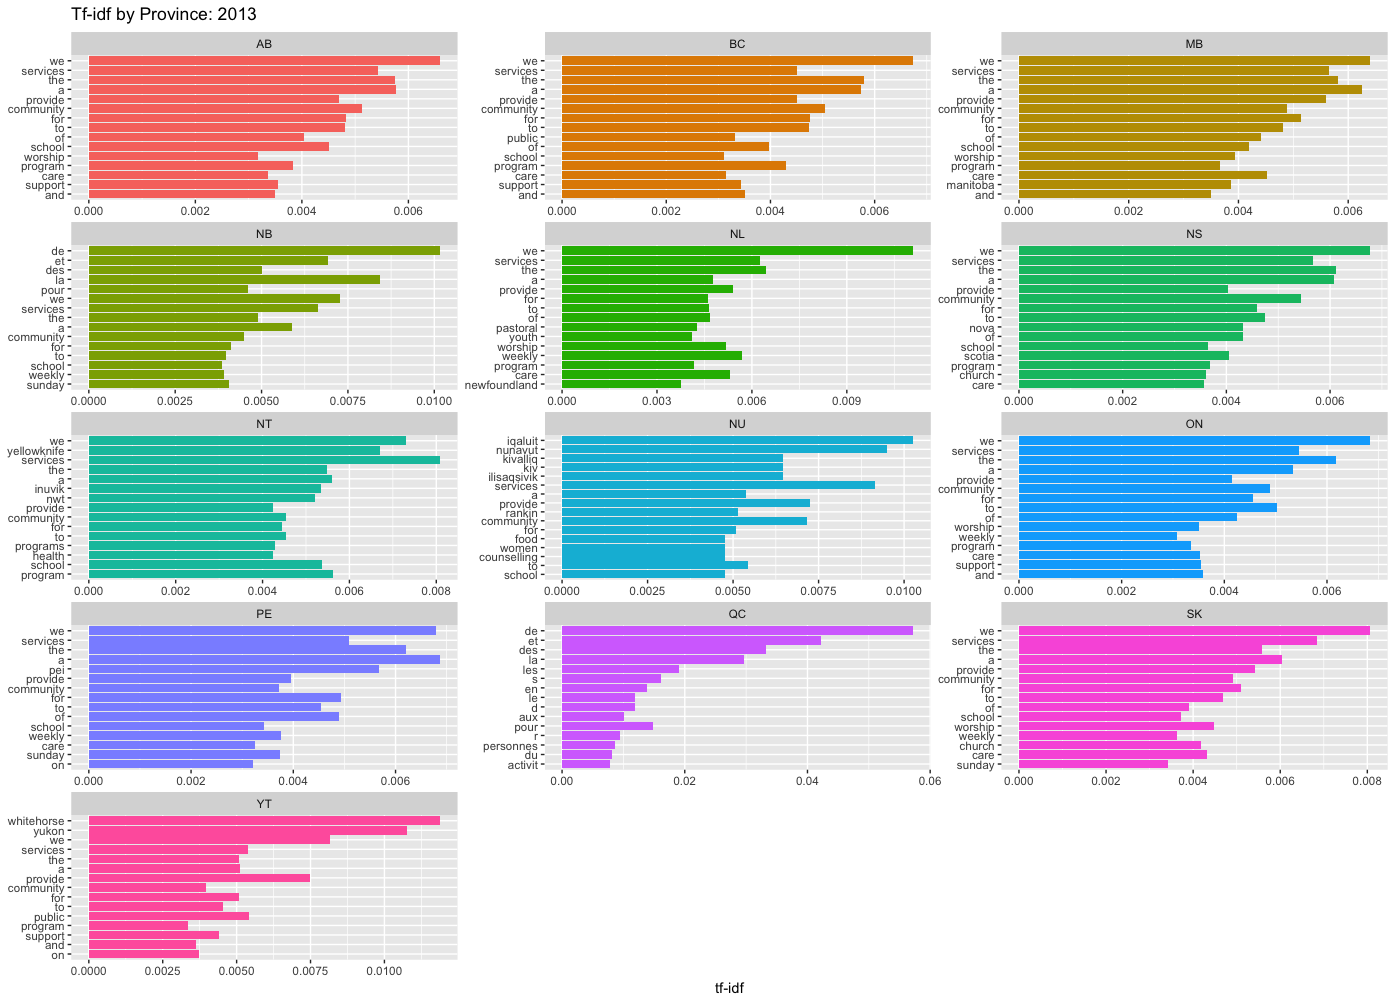 Tf-idf by Province: 2013
AB
we
services
the
a
provide
community
for
to
of
school
worship
program
care
support
and
0.000 0.002 0.004 0.006
BC
we
services
the
a
provide
community
for
to
public
of
school
program
care
support
and
0.000 0.002 0.004 0.006
MB
we
services
the
a
provide
community
for
to
of
school
worship
program
care
manitoba
and
0.000 0.002 0.004 0.006
NB
de
et
des
la
pour
we
services
the
a
community
for
to
school
weekly
sunday
0.0000 0.0025 0.0050 0.0075 0.0100
NL
we
services
the
a
provide
for
to
of
pastoral
youth
worship
weekly
program
care
newfoundland
0.000 0.003 0.006 0.009
NS
we
services
the
a
provide
community
for
to
nova
of
school
scotia
program
church
care
0.000 0.002 0.004 0.006
NT
we
yellowknife
services
the
a
inuvik
nwt
provide
community
for
to
programs
health
school
program
0.000 0.002 0.004 0.006 0.008
NU
iqaluit
nunavut
kivalliq
kiv
ilisaqsivik
services
a
provide
rankin
community
for
food
women
counselling
to
school
0.0000 0.0025 0.0050 0.0075 0.0100
ON
we
services
the
a
provide
community
for
to
of
worship
weekly
program
care
support
and
0.000 0.002 0.004 0.006
PE
we
services
the
a
pei
provide
community
for
to
of
school
weekly
care
sunday
on
0.000 0.002 0.004 0.006
QC
de
et
des
la
les
s
en
le
d
aux
pour
r
personnes
du
activit
0.00 0.02 0.04 0.06
SK
we
services
the
a
provide
community
for
to
of
school
worship
weekly
church
care
sunday
0.000 0.002 0.004 0.006 0.008
YT
whitehorse
yukon
we
services
the
a
provide
community
for
to
public
program
support
and
on
0.0000 0.0025 0.0050 0.0075 0.0100
tf-idf